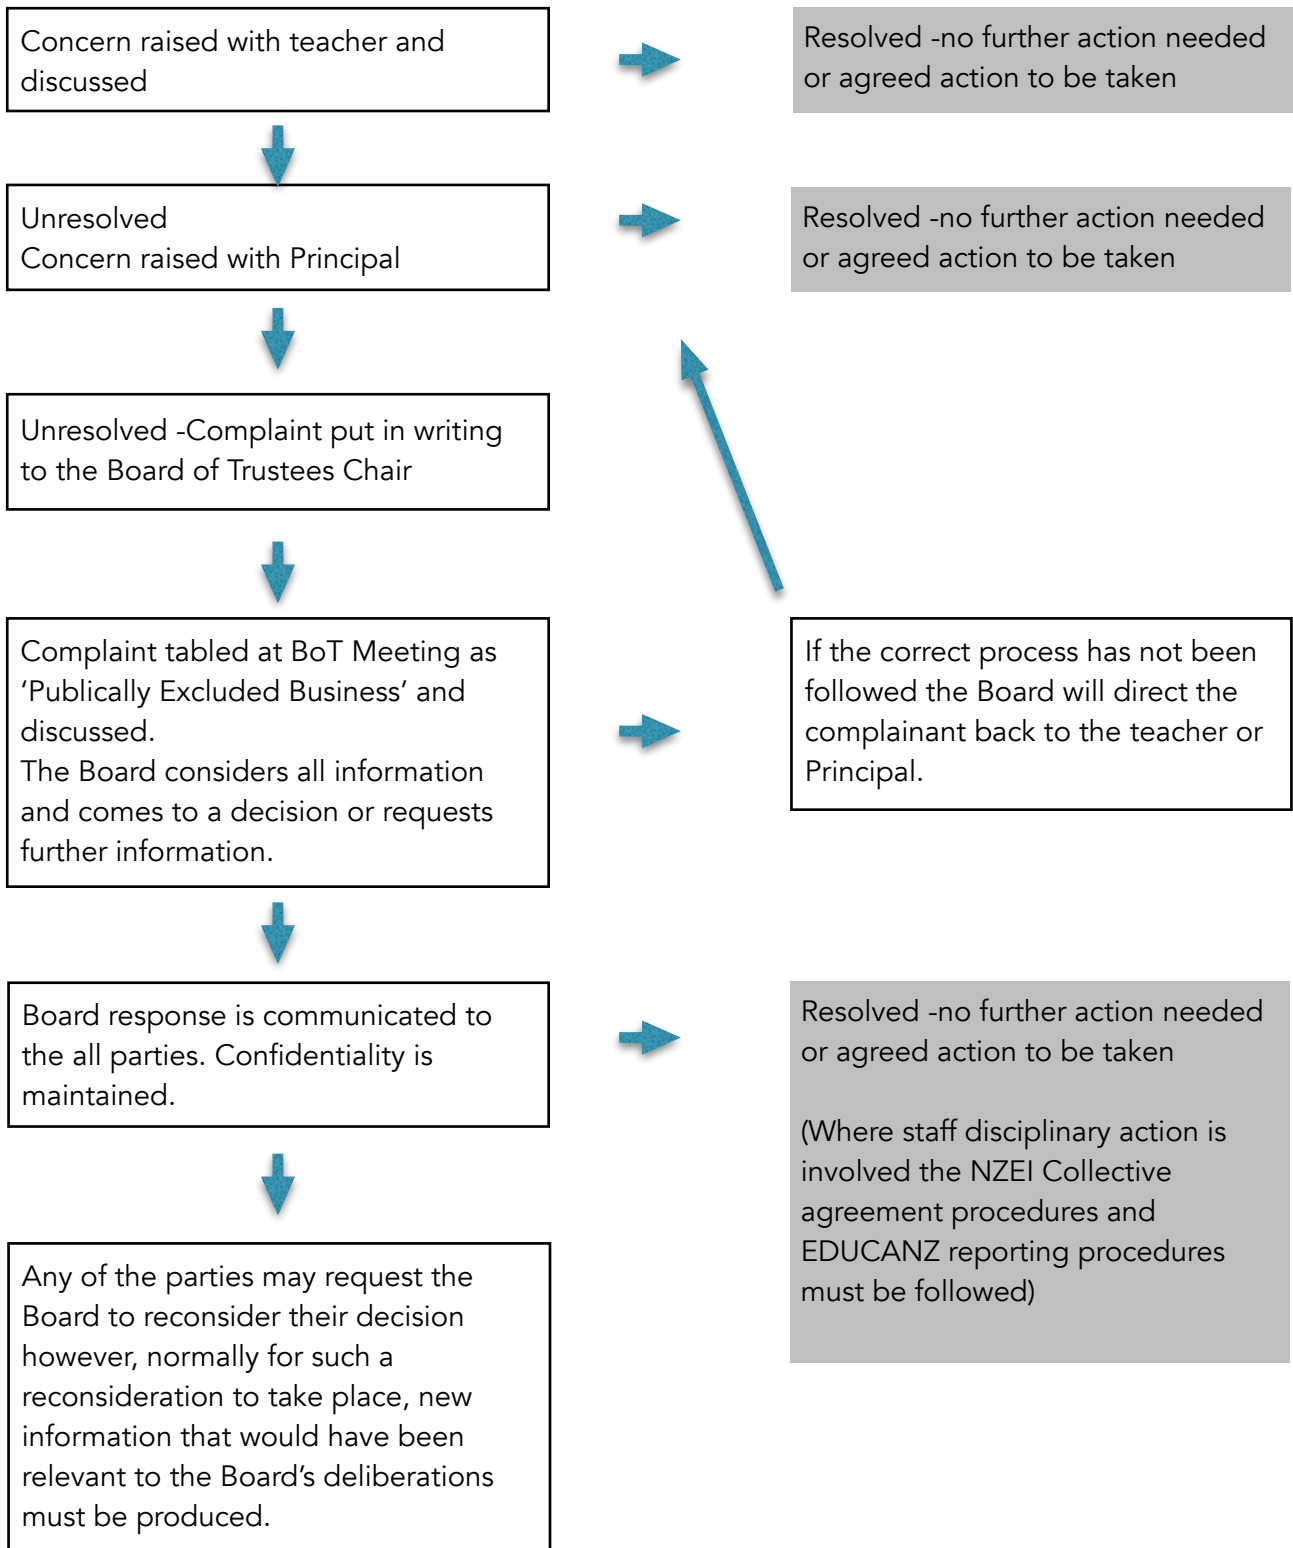 Concern raised with teacher and
discussed
Resolved -no further action needed
or agreed action to be taken
Unresolved
Concern raised with Principal
Resolved -no further action needed
or agreed action to be taken
Unresolved -Complaint put in writing
to the Board of Trustees Chair
Complaint tabled at BoT Meeting as
‘Publically Excluded Business’ and
discussed.
The Board considers all information
and comes to a decision or requests
further information.
If the correct process has not been
followed the Board will direct the
complainant back to the teacher or
Principal.
Board response is communicated to
the all parties. Confidentiality is
maintained.
Resolved -no further action needed
or agreed action to be taken
(Where staff disciplinary action is
involved the NZEI Collective
agreement procedures and
EDUCANZ reporting procedures
must be followed)
Any of the parties may request the
Board to reconsider their decision
however, normally for such a
reconsideration to take place, new
information that would have been
relevant to the Board’s deliberations
must be produced.